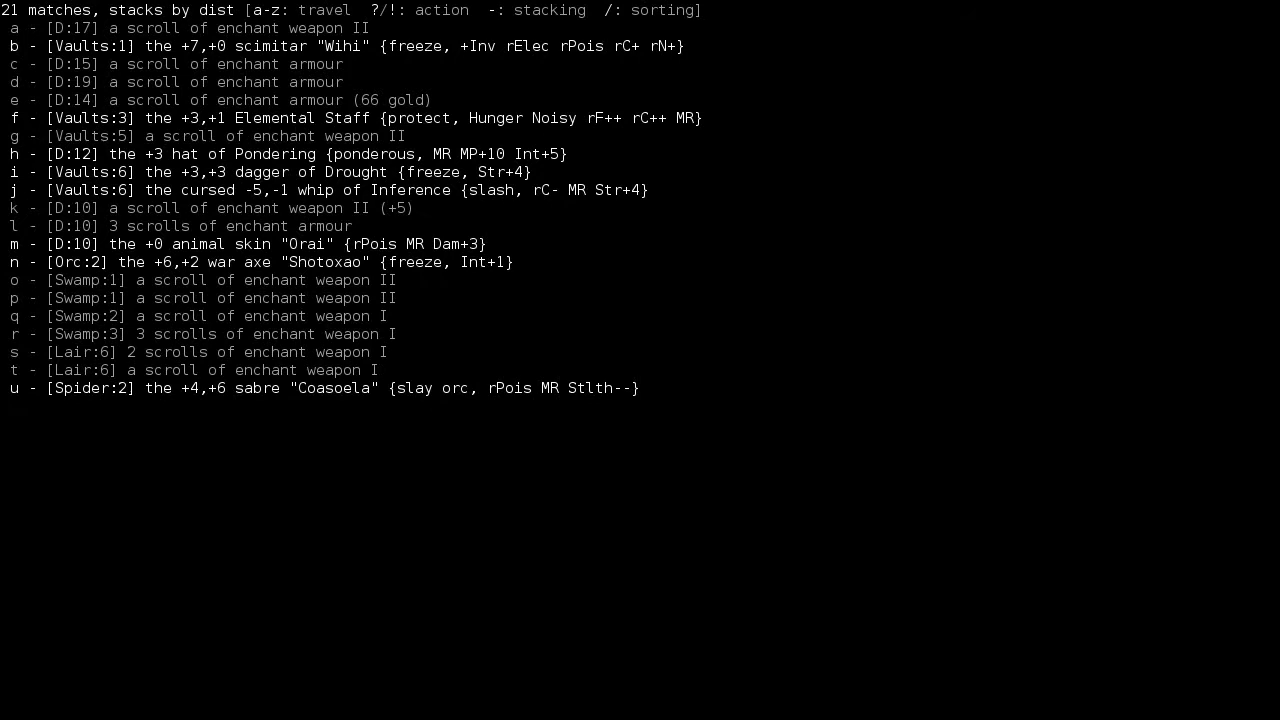 21 matches, stacks by dist [a-z: travel  ?/!: action  -: stacking  /: sorting]
a - [D:17] a scroll of enchant weapon II
b - [Vaults:1] the +7,+0 scimitar "Wihi" {freeze, +Inv rElec rPois rC+ rN+}
c - [D:15] a scroll of enchant armour
d - [D:19] a scroll of enchant armour
e - [D:14] a scroll of enchant armour (66 gold)
f - [Vaults:3] the +3,+1 Elemental Staff {protect, Hunger Noisy rF++ rC++ MR}
g - [Vaults:5] a scroll of enchant weapon II
h - [D:12] the +3 hat of Pondering {ponderous, MR MP+10 Int+5}
i - [Vaults:6] the +3,+3 dagger of Drought {freeze, Str+4}
j - [Vaults:6] the cursed -5,-1 whip of Inference {slash, rC- MR Str+4}
k - [D:10] a scroll of enchant weapon II (+5)
l - [D:10] 3 scrolls of enchant armour
m - [D:10] the +0 animal skin "Orai" {rPois MR Dam+3}
n - [Orc:2] the +6,+2 war axe "Shotoxao" {freeze, Int+1}
o - [Swamp:1] a scroll of enchant weapon II
p - [Swamp:1] a scroll of enchant weapon II
q - [Swamp:2] a scroll of enchant weapon I
r - [Swamp:3] 3 scrolls of enchant weapon I
s - [Lair:6] 2 scrolls of enchant weapon I
t - [Lair:6] a scroll of enchant weapon I
u - [Spider:2] the +4,+6 sabre "Coasoela" {slay orc, rPois MR Stlth--}